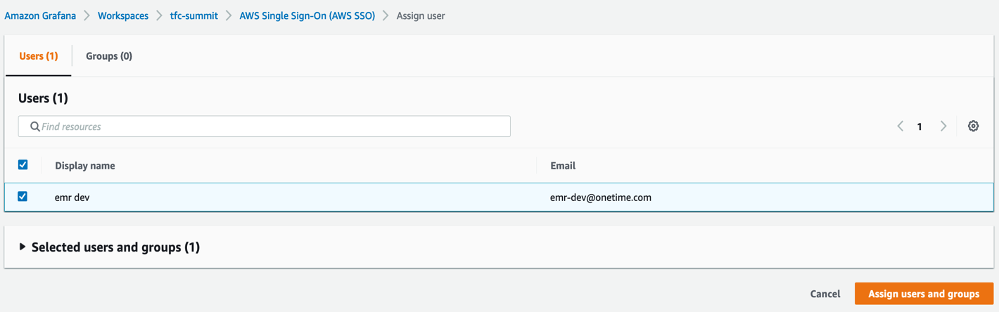 Amazon Grafana Workspaces tfc-summit AWS Single Sign-On (AWS SSO) Assign user
Users (1) Groups (0)
Users (1)
Find resources 1
Display name Email
emr dev emr-dev@onetime.com
Selected users and groups (1)
Cancel Assign users and groups